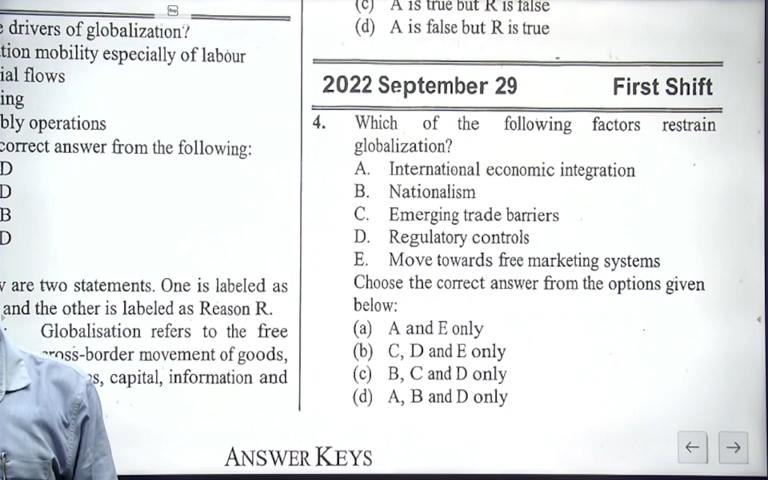 drivers of globalization?
tion mobility especially of labour
ial flows
ing
bly operations
correct answer from the following:
D
D
B
D
are two statements. One is labeled as
and the other is labeled as Reason R.
Globalisation refers to the free
cross-border movement of goods,
es, capital, information and
(c) A is true but R is false
(d) A is false but R is true
2022 September 29 First Shift
4. Which of the following factors restrain
globalization?
A. International economic integration
B. Nationalism
C. Emerging trade barriers
D. Regulatory controls
E. Move towards free marketing systems
Choose the correct answer from the options given
below:
(a) A and E only
(b) C, D and E only
(c) B, C and D only
(d) A, B and D only
ANSWER KEYS